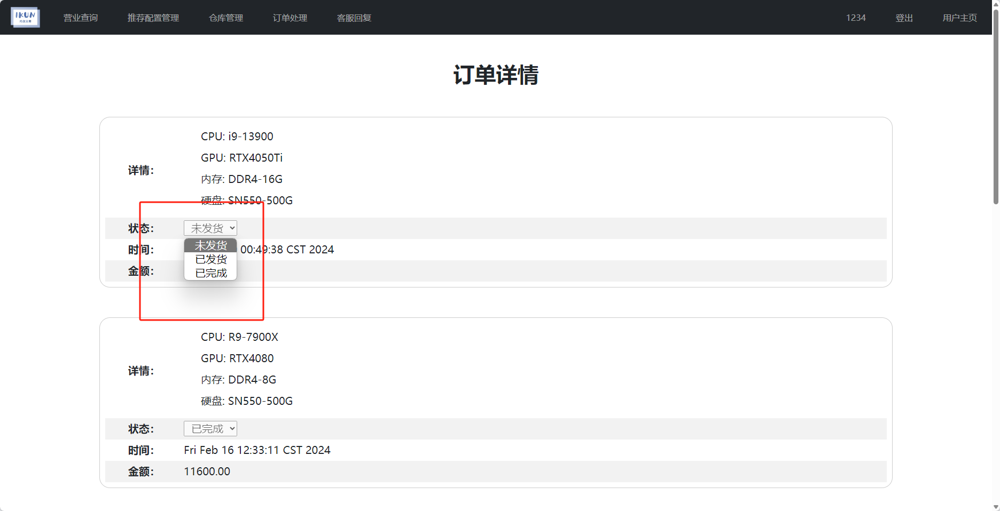 IKUN
营业查询
推荐配置管理
仓库管理
订单处理
客服回复
1234
登出
用户主页
订单详情
详情：
CPU: i9-13900
GPU: RTX4050Ti
内存: DDR4-16G
硬盘: SN550-500G
状态：
未发货
未发货
已发货
已完成
时间：
00:49:38 CST 2024
金额：
详情：
CPU: R9-7900X
GPU: RTX4080
内存: DDR4-8G
硬盘: SN550-500G
状态：
已完成
时间：
Fri Feb 16 12:33:11 CST 2024
金额：
11600.00